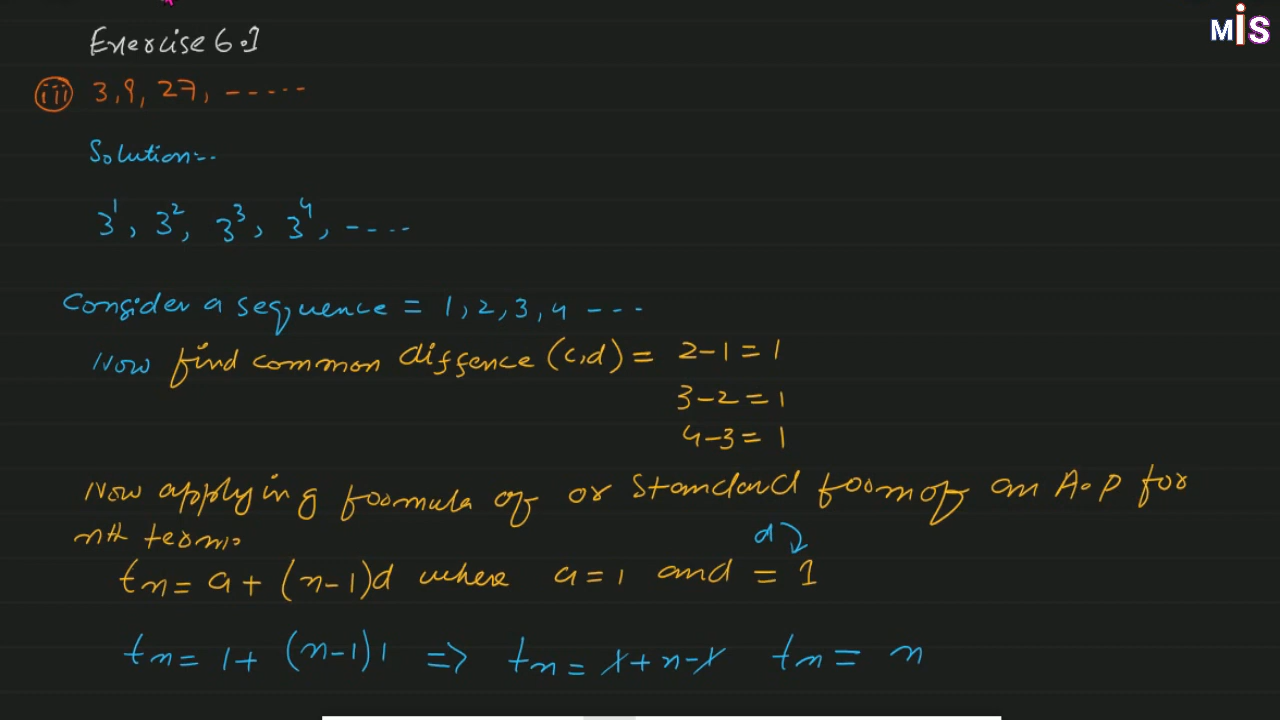 MiS
Exercise 6.1
(iii) 3, 9, 27, -----
Solution:-
3¹, 3², 3³, 3⁴, ----
Consider a sequence = 1, 2, 3, 4 ---
Now find common diffence (c,d) = 2-1 = 1
3-2 = 1
4-3 = 1
Now applying formula of or standard form of an A.P for
nth term:
d
tn = a + (n-1)d where a = 1 and = 1
tn = 1 + (n-1)1 => tn = 1 + n - 1 tn = n